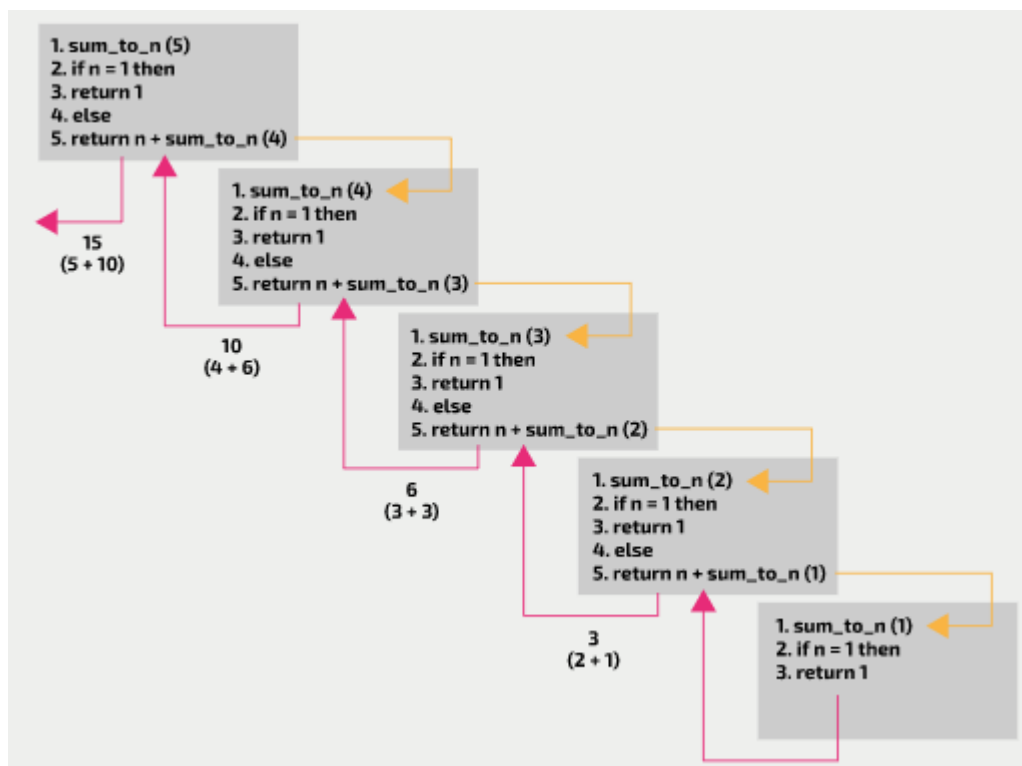 1. sum_to_n (5)
2. if n = 1 then
3. return 1
4. else
5. return n + sum_to_n (4)
15
(5 + 10)
1. sum_to_n (4)
2. if n = 1 then
3. return 1
4. else
5. return n + sum_to_n (3)
10
(4 + 6)
1. sum_to_n (3)
2. if n = 1 then
3. return 1
4. else
5. return n + sum_to_n (2)
6
(3 + 3)
1. sum_to_n (2)
2. if n = 1 then
3. return 1
4. else
5. return n + sum_to_n (1)
3
(2 + 1)
1. sum_to_n (1)
2. if n = 1 then
3. return 1